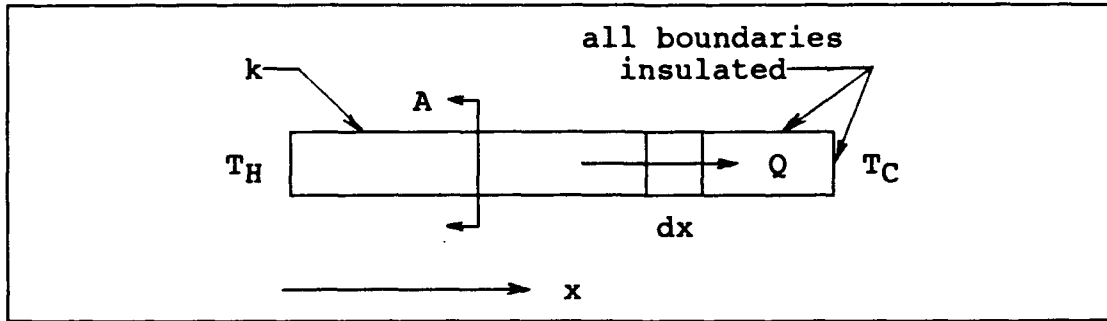 all boundaries
insulated
k
A
T_H
Q
T_C
dx
x